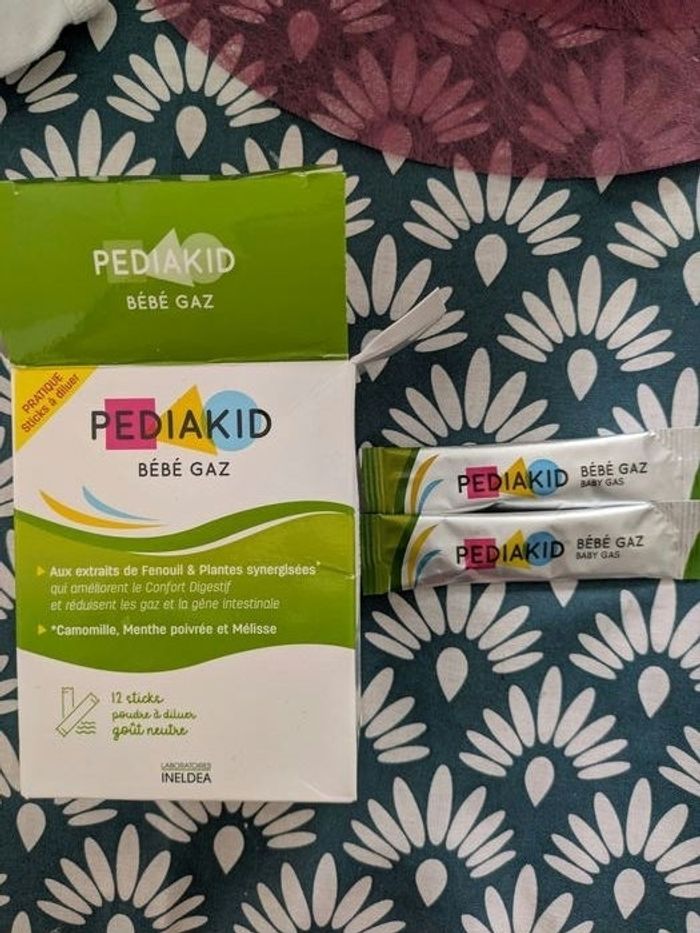 PEDIAKID
BÉBÉ GAZ
PRATIQUE
Sticks à diluer
PEDIAKID
BÉBÉ GAZ
Aux extraits de Fenouil & Plantes synergisées*
qui améliorent le Confort Digestif
et réduisent les gaz et la gêne intestinale
*Camomille, Menthe poivrée et Mélisse
12 sticks
poudre à diluer
goût neutre
LABORATOIRES
INELDEA
PEDIAKID BÉBÉ GAZ
BABY GAS
PEDIAKID BÉBÉ GAZ
BABY GAS